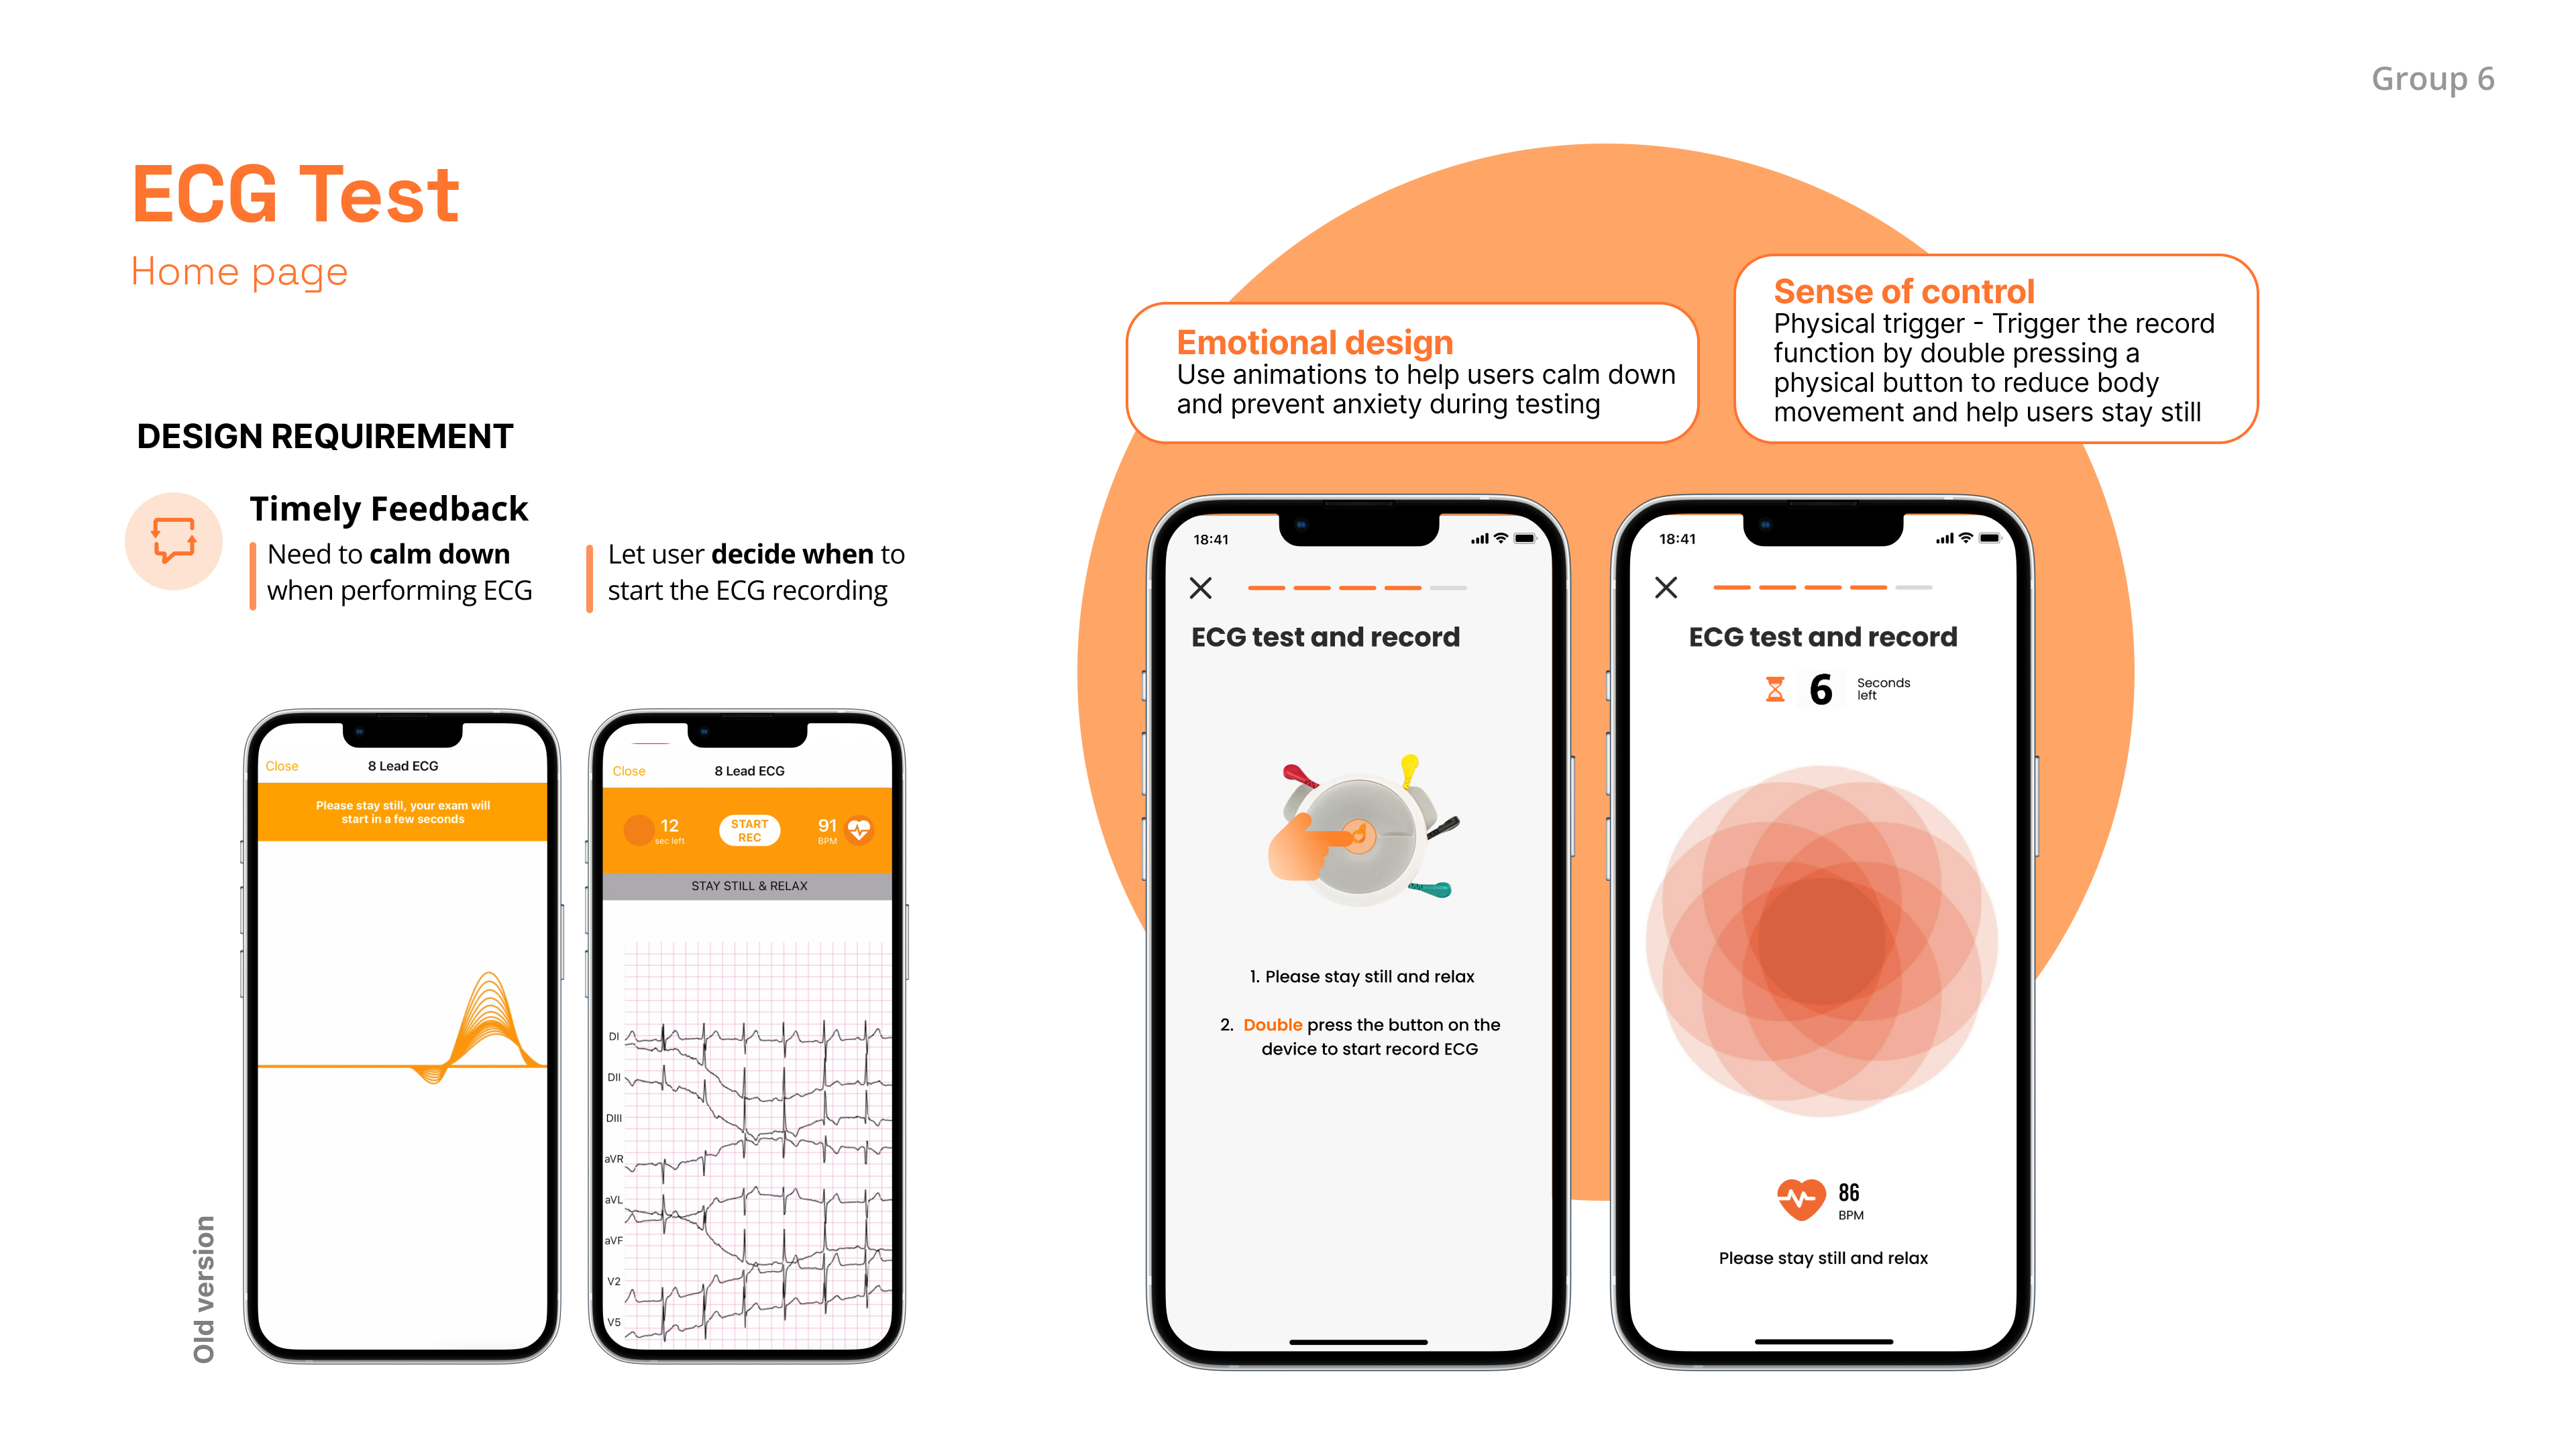 Group 6
ECG Test
Home page
DESIGN REQUIREMENT
Timely Feedback
Need to calm down
when performing ECG
Let user decide when to
start the ECG recording
Old version
Close
8 Lead ECG
Please stay still, your exam will
start in a few seconds
Close
8 Lead ECG
12
sec left
START
REC
91
BPM
STAY STILL & RELAX
DI
DII
DIII
aVR
aVL
aVF
V2
V5
Emotional design
Use animations to help users calm down
and prevent anxiety during testing
Sense of control
Physical trigger - Trigger the record
function by double pressing a
physical button to reduce body
movement and help users stay still
18:41
ECG test and record
1. Please stay still and relax
2. Double press the button on the
device to start record ECG
18:41
ECG test and record
6
Seconds
left
86
BPM
Please stay still and relax